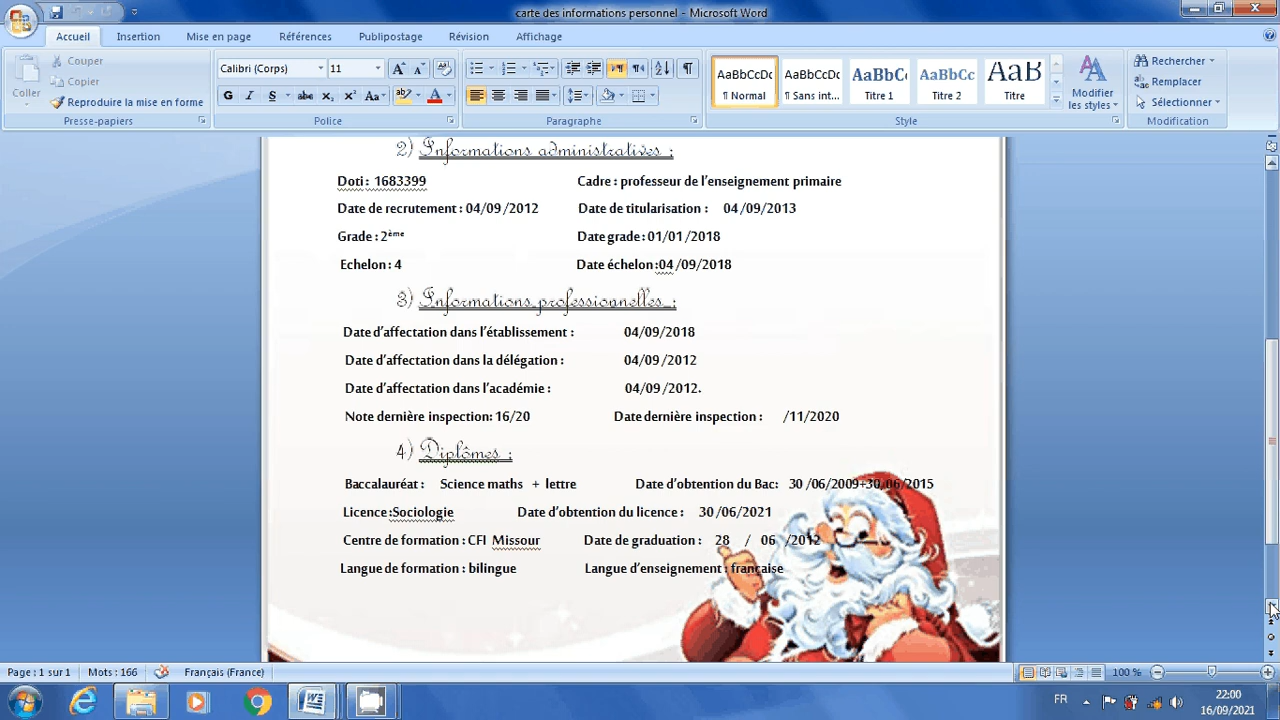 carte des informations personnel - Microsoft Word
Accueil Insertion Mise en page Références Publipostage Révision Affichage
Coller
Couper
Copier
Reproduire la mise en forme
Presse-papiers
Calibri (Corps) 11
G I S abc x₂ x² Aa ab A
Police
Paragraphe
AaBbCcDc AaBbCcDc AaBbCc AaBbCc AaB
¶ Normal ¶ Sans int... Titre 1 Titre 2 Titre
Modifier les styles
Style
Rechercher
Remplacer
Sélectionner
Modification
2) Informations administratives :
Doti : 1683399 Cadre : professeur de l'enseignement primaire
Date de recrutement : 04/09/2012 Date de titularisation : 04/09/2013
Grade : 2ème Date grade : 01/01/2018
Echelon : 4 Date échelon :04/09/2018
3) Informations professionnelles :
Date d'affectation dans l'établissement : 04/09/2018
Date d'affectation dans la délégation : 04/09/2012
Date d'affectation dans l'académie : 04/09/2012.
Note dernière inspection: 16/20 Date dernière inspection : /11/2020
4) Diplômes :
Baccalauréat : Science maths + lettre Date d'obtention du Bac: 30/06/2009+30/06/2015
Licence :Sociologie Date d'obtention du licence : 30/06/2021
Centre de formation : CFI Missour Date de graduation : 28 / 06 /2012
Langue de formation : bilingue Langue d'enseignement : française
Page : 1 sur 1 Mots : 166 Français (France) 100 %
FR 22:00
16/09/2021